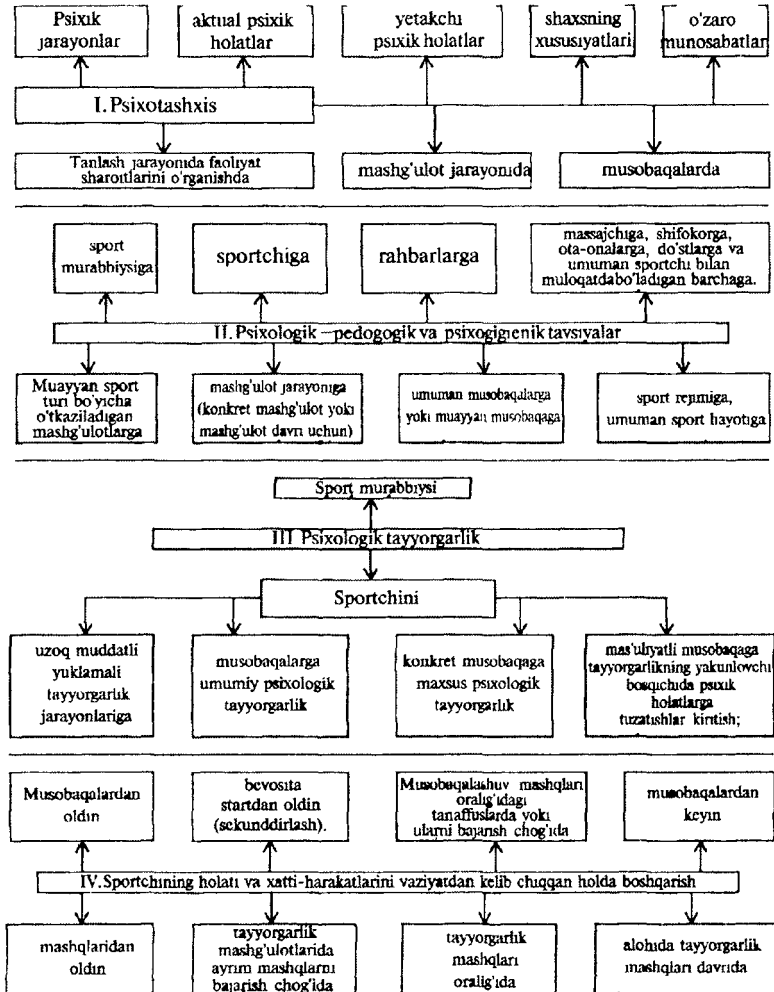 Psixik
jarayonlar
aktual psixik
holatlar
yetakchi
psixik holatlar
shaxsning
xususiyatlari
o'zaro
munosabatlar
I.Psixotashxis
Tanlash jarayonida faoliyat
sharoitlarini o'rganishda
mashg'ulot jarayonida
musobaqalarda
sport
murabbiysiga
sportchiga
rahbarlarga
massajchiga, shifokorga,
ota-onalarga, do'stlarga va
umuman sportchi bilan
muloqatdabo'ladigan barchaga.
II.Psixologik –pedogogik va psixogigienik tavsiyalar
Muayyan sport
turi bo'yicha
o'tkaziladigan
mashg'ulotlarga
mashg'ulot jarayoniga
(konkret mashg'ulot yoki
mashg'ulot davri uchun)
umuman musobaqalarga
yoki muayyan musobaqaga
sport rejimiga,
umuman sport hayotiga
Sport murabbiysi
III Psixologik tayyorgarlik
Sportchini
uzoq muddatli
yuklamali
tayyorgarlik
jarayonlariga
musobaqalarga
umumiy psixologik
tayyorgarlik
konkret musobaqaga
maxsus psixologik
tayyorgarlik
mas'uliyatli musobaqaga
tayyorgarlikning yakunlovchi
bosqichida psixik
holatlarga
tuzatishlar kiritish;
Musobaqalardan
oldin
bevosita
startdan oldin
(sekunddirlash).
Musobaqalashuv mashqlari
oralig'idagi
tanaffuslarda yoki
ularni bajarish chog'ida
musobaqalardan
keyin
IV.Sportchining holati va xatti-harakatlarini vaziyatdan kelib chiqqan holda boshqarish
mashqlaridan
oldin
tayyorgarlik
mashg'ulotlarida
ayrim mashqlarni
bajarish chog'ida
tayyorgarlik
mashqlari
oralig'ida
alohida tayyorgarlik
mashqlari davrida